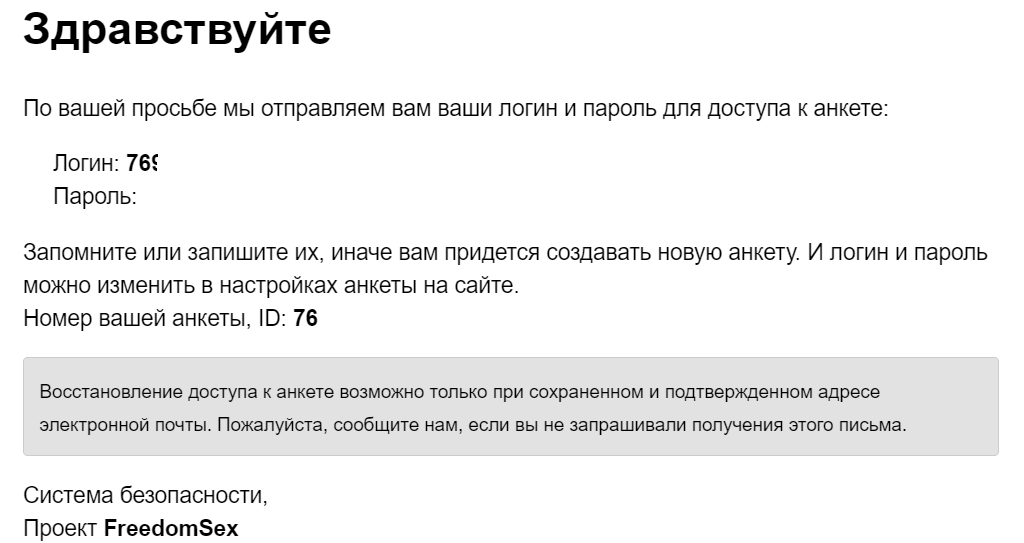 Здравствуйте
По вашей просьбе мы отправляем вам ваши логин и пароль для доступа к анкете:
Логин: 769
Пароль:
Запомните или запишите их, иначе вам придется создавать новую анкету. И логин и пароль
можно изменить в настройках анкеты на сайте.
Номер вашей анкеты, ID: 76
Восстановление доступа к анкете возможно только при сохраненном и подтвержденном адресе
электронной почты. Пожалуйста, сообщите нам, если вы не запрашивали получения этого письма.
Система безопасности,
Проект FreedomSex